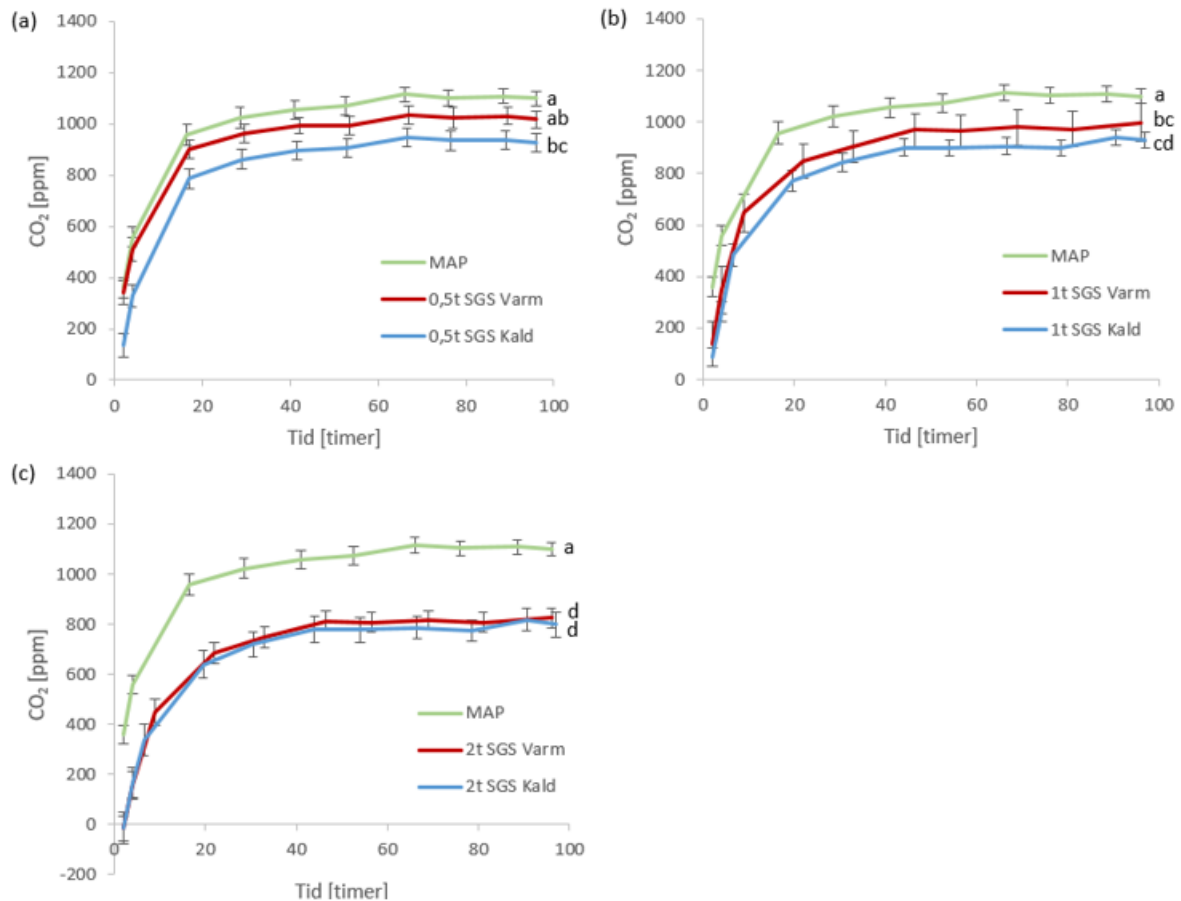 (a)
1400
1200
1000
800
600
400
200
0
CO₂ [ppm]
a
ab
bc
MAP
0,5t SGS Varm
0,5t SGS Kald
0 20 40 60 80 100
Tid [timer]
(b)
1400
1200
1000
800
600
400
200
0
CO₂ [ppm]
a
bc
cd
MAP
1t SGS Varm
1t SGS Kald
0 20 40 60 80 100
Tid [timer]
(c)
1400
1200
1000
800
600
400
200
0
-200
CO₂ [ppm]
a
d
d
MAP
2t SGS Varm
2t SGS Kald
0 20 40 60 80 100
Tid [timer]